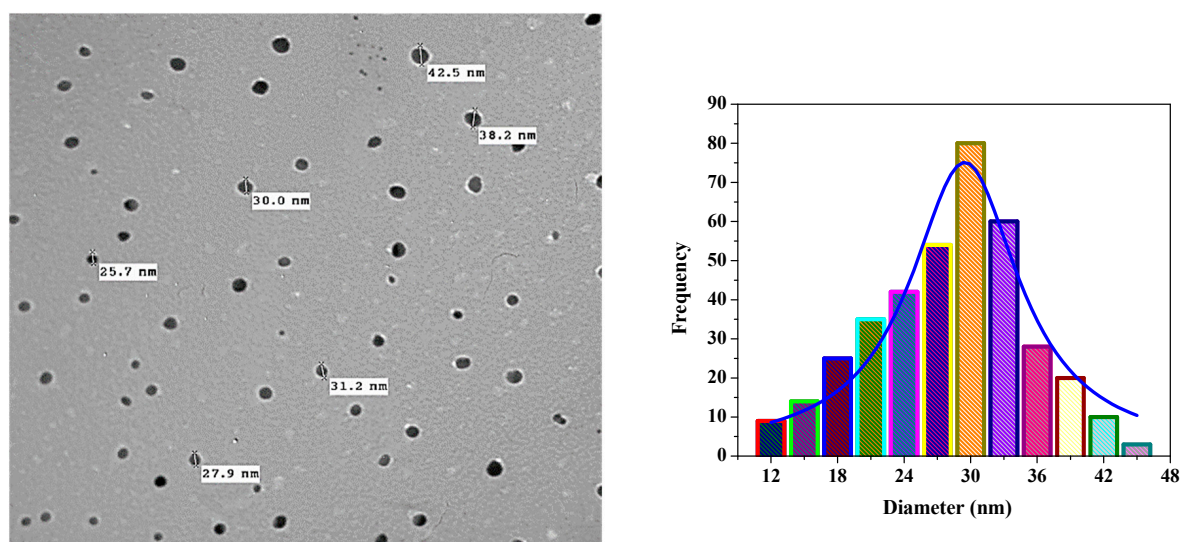 42.5 nm
38.2 nm
30.0 nm
25.7 nm
31.2 nm
27.9 nm
90
80
70
60
50
40
30
20
10
0
Frequency
12 18 24 30 36 42 48
Diameter (nm)